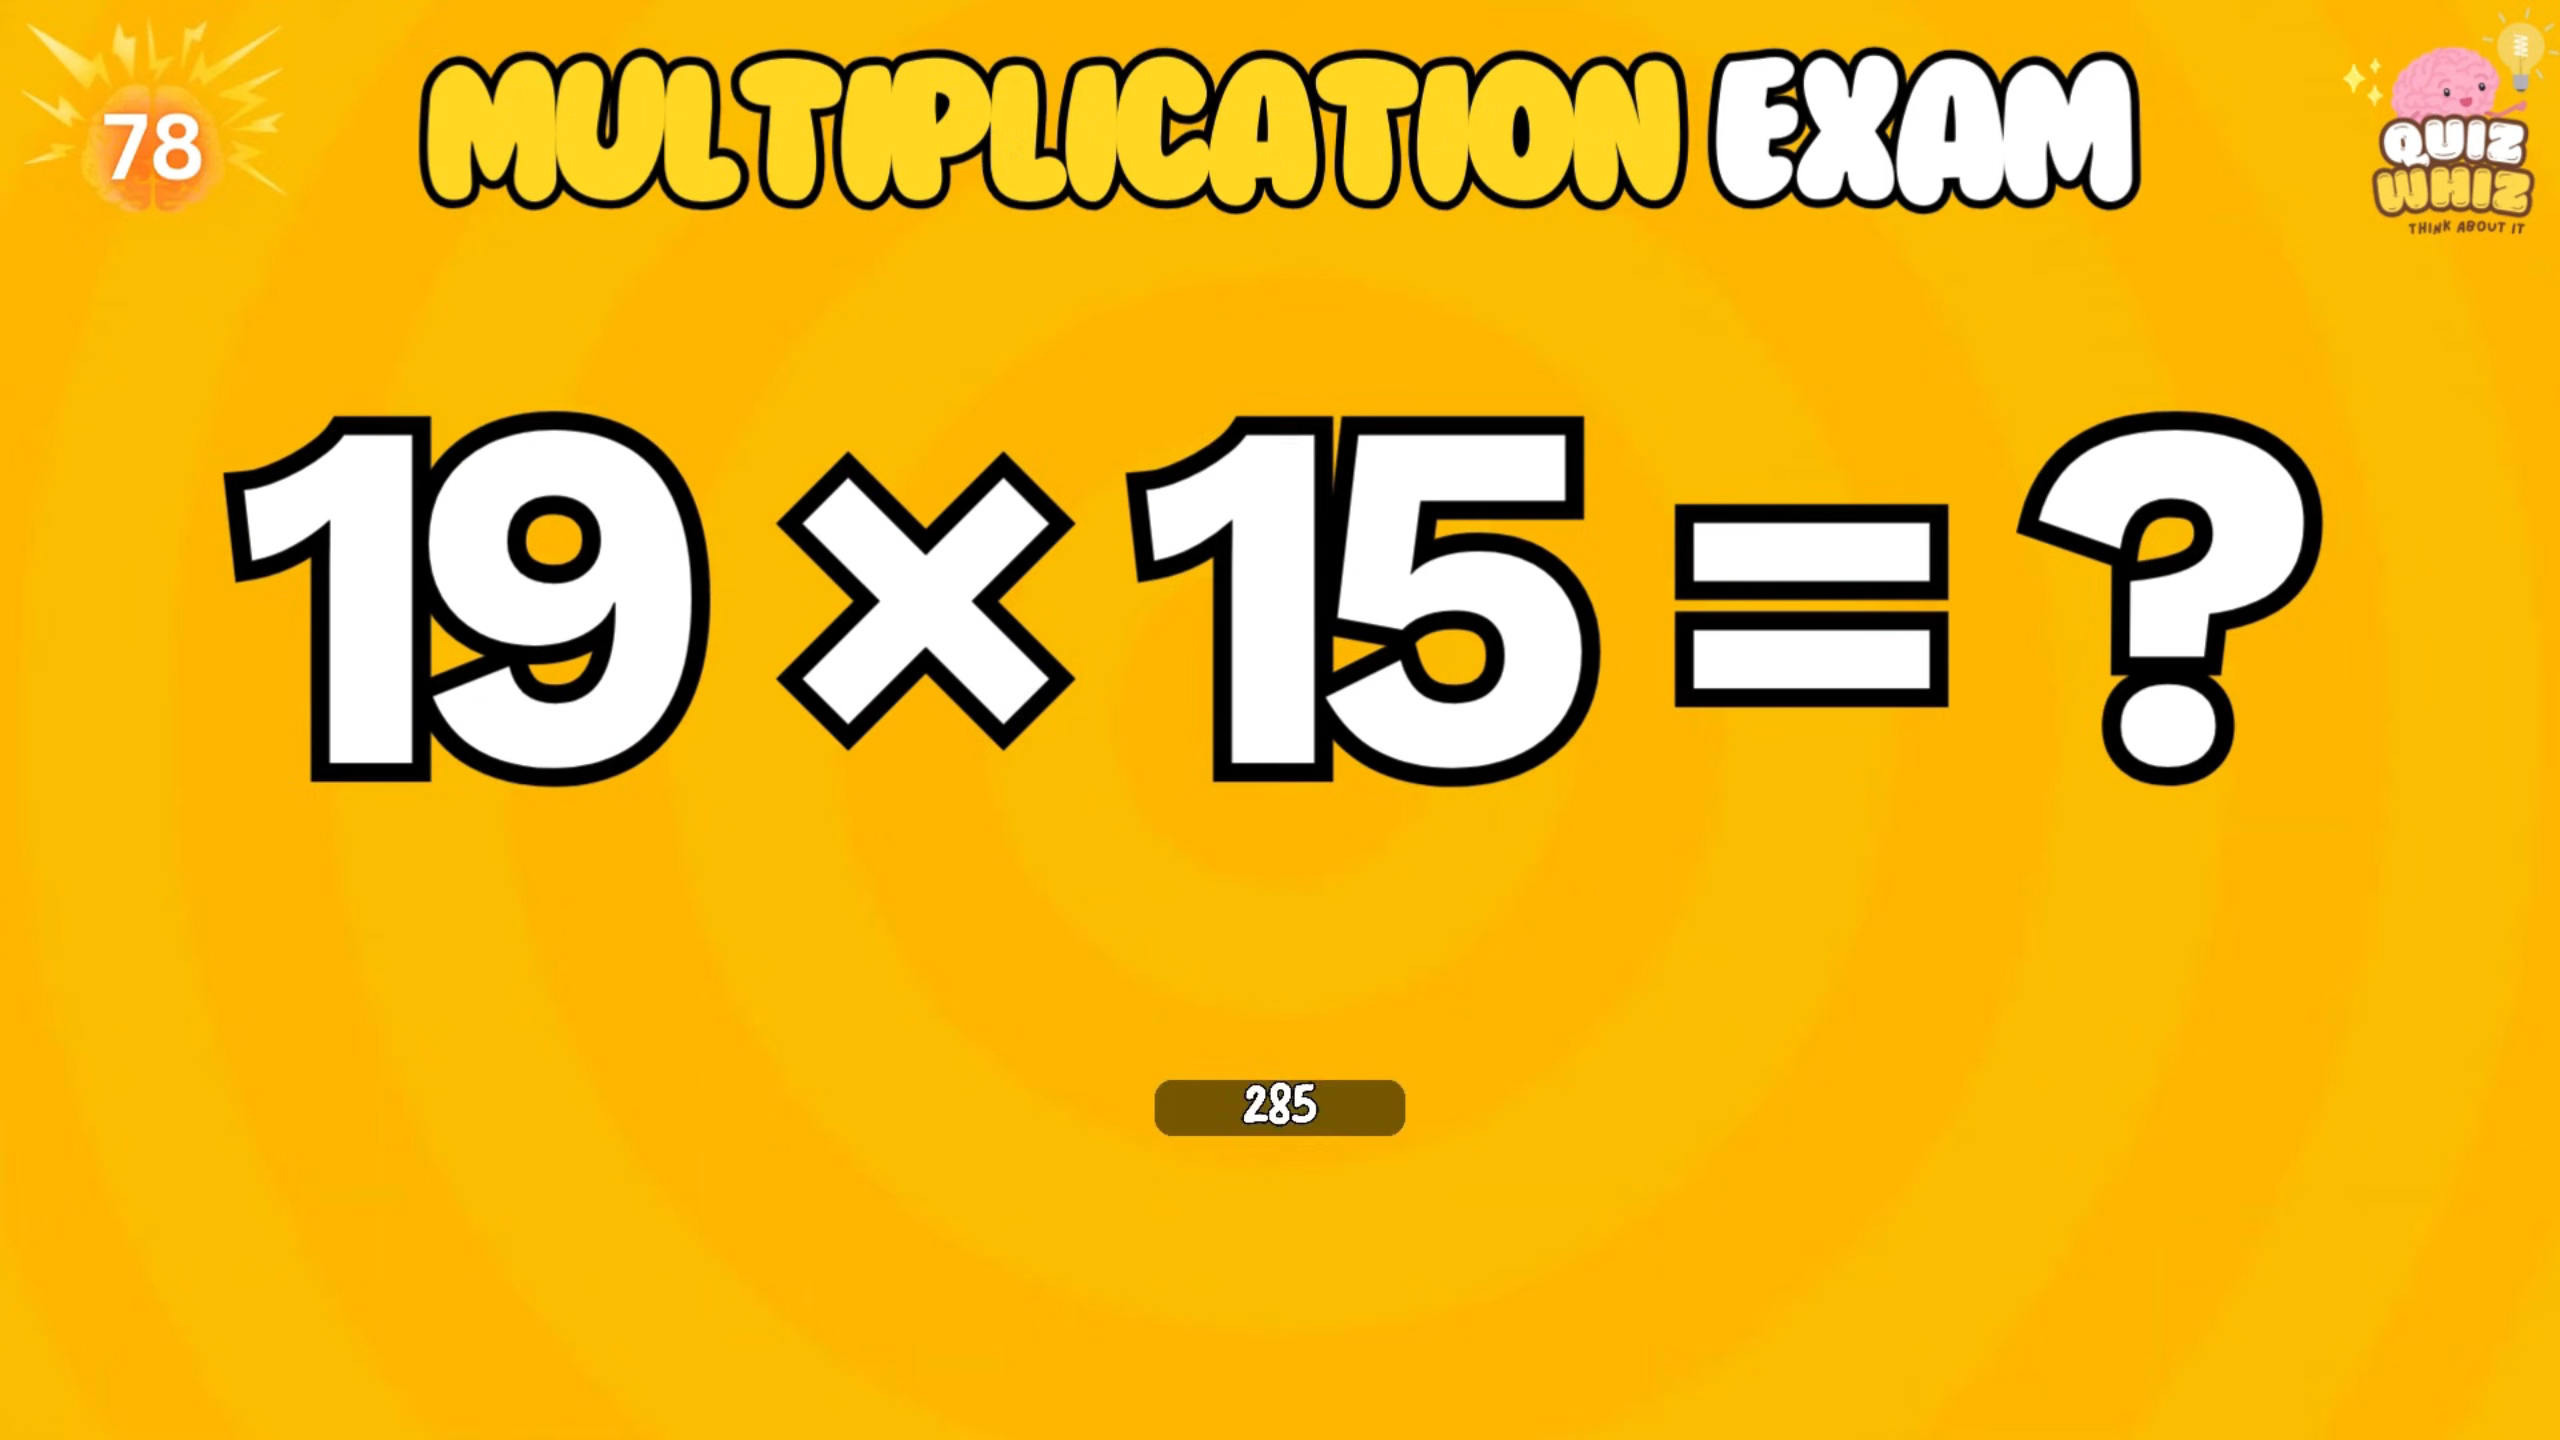 78
MULTIPLICATION EXAM
QUIZ
WHIZ
THINK ABOUT IT
19 × 15 = ?
285